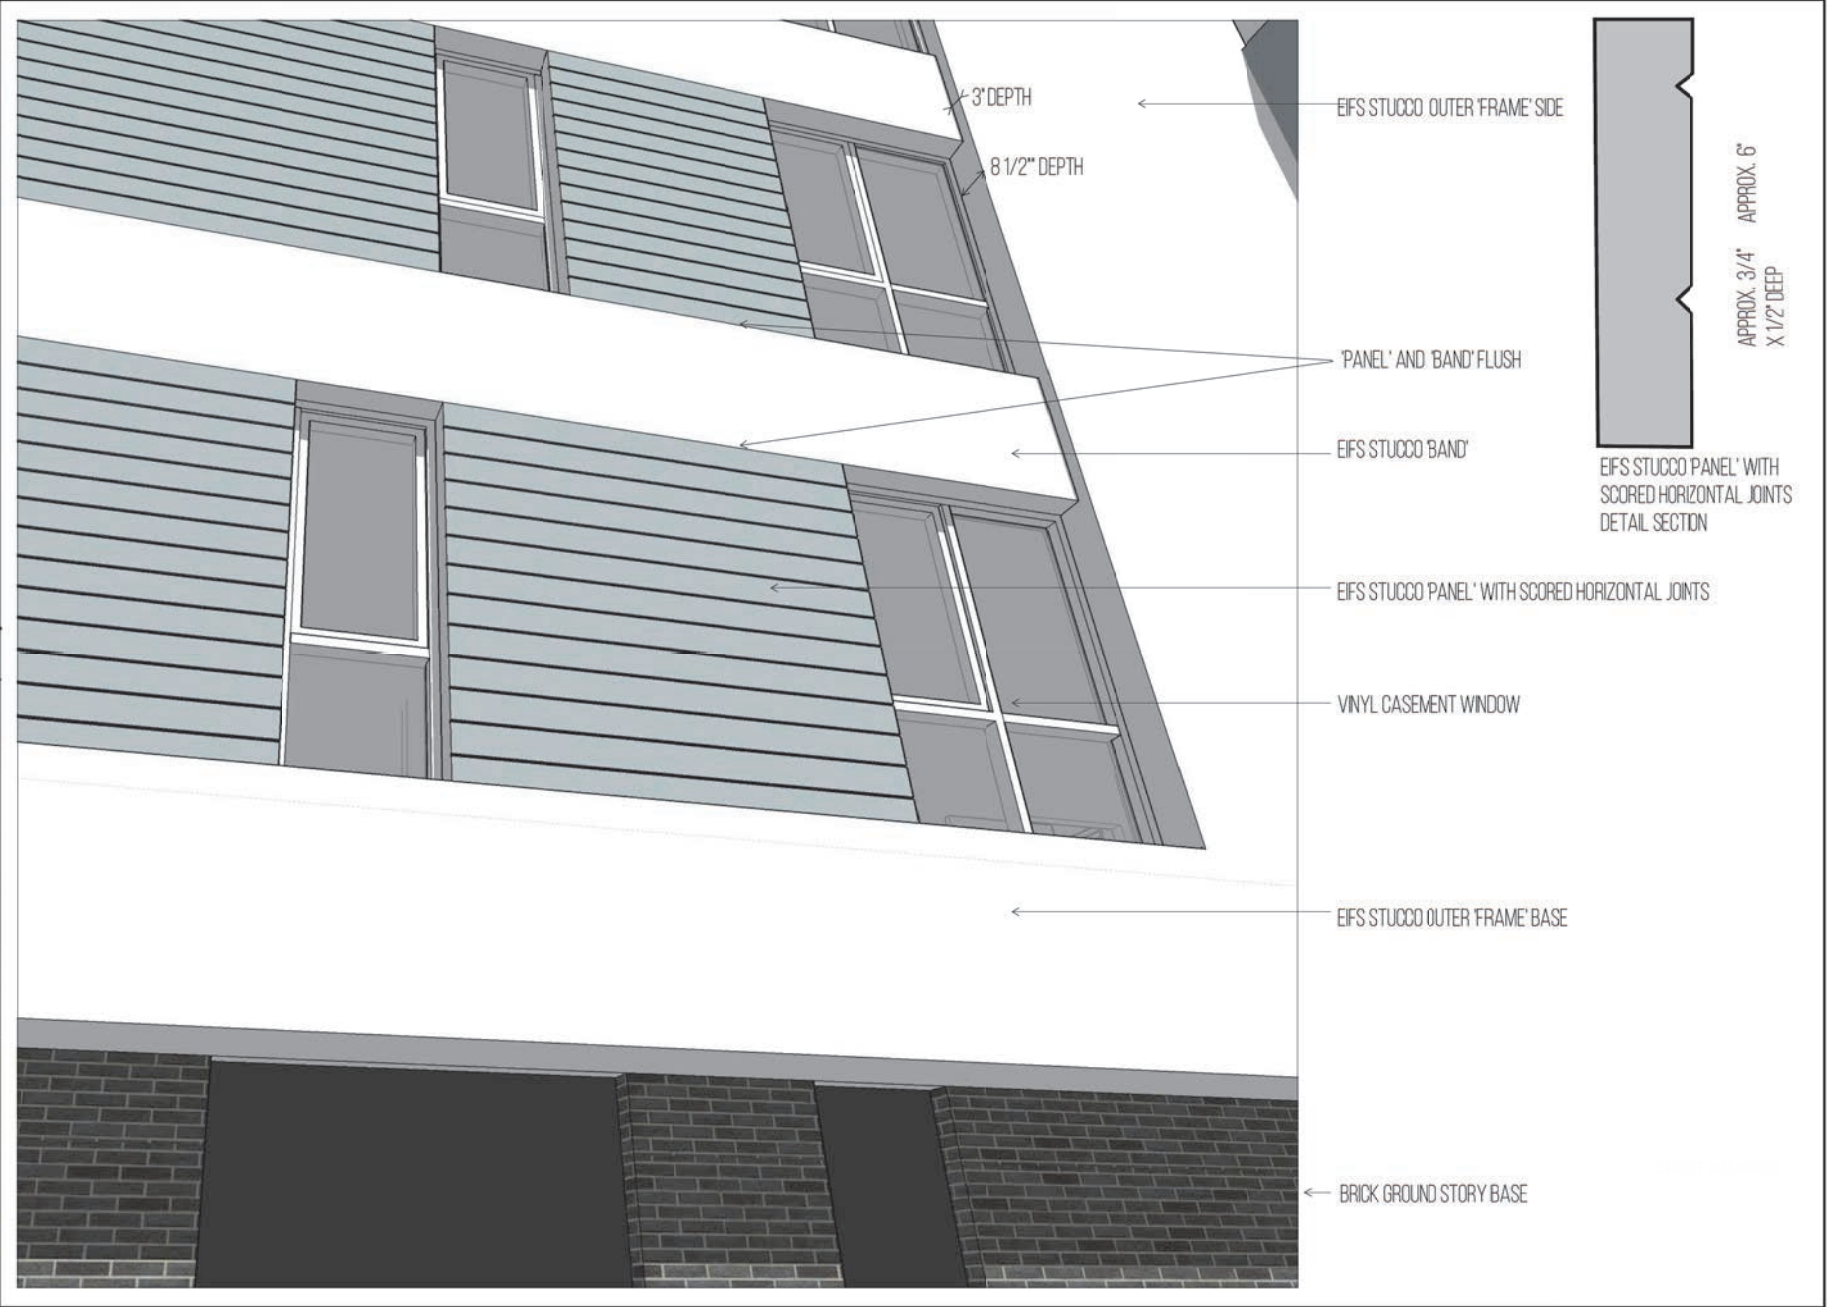 3" DEPTH
8 1/2"" DEPTH
EIFS STUCCO OUTER 'FRAME' SIDE
'PANEL' AND 'BAND' FLUSH
EIFS STUCCO 'BAND'
EIFS STUCCO 'PANEL' WITH SCORED HORIZONTAL JOINTS
VINYL CASEMENT WINDOW
EIFS STUCCO OUTER 'FRAME' BASE
BRICK GROUND STORY BASE
APPROX. 6"
APPROX. 3/4"
X 1/2" DEEP
EIFS STUCCO 'PANEL' WITH
SCORED HORIZONTAL JOINTS
DETAIL SECTION